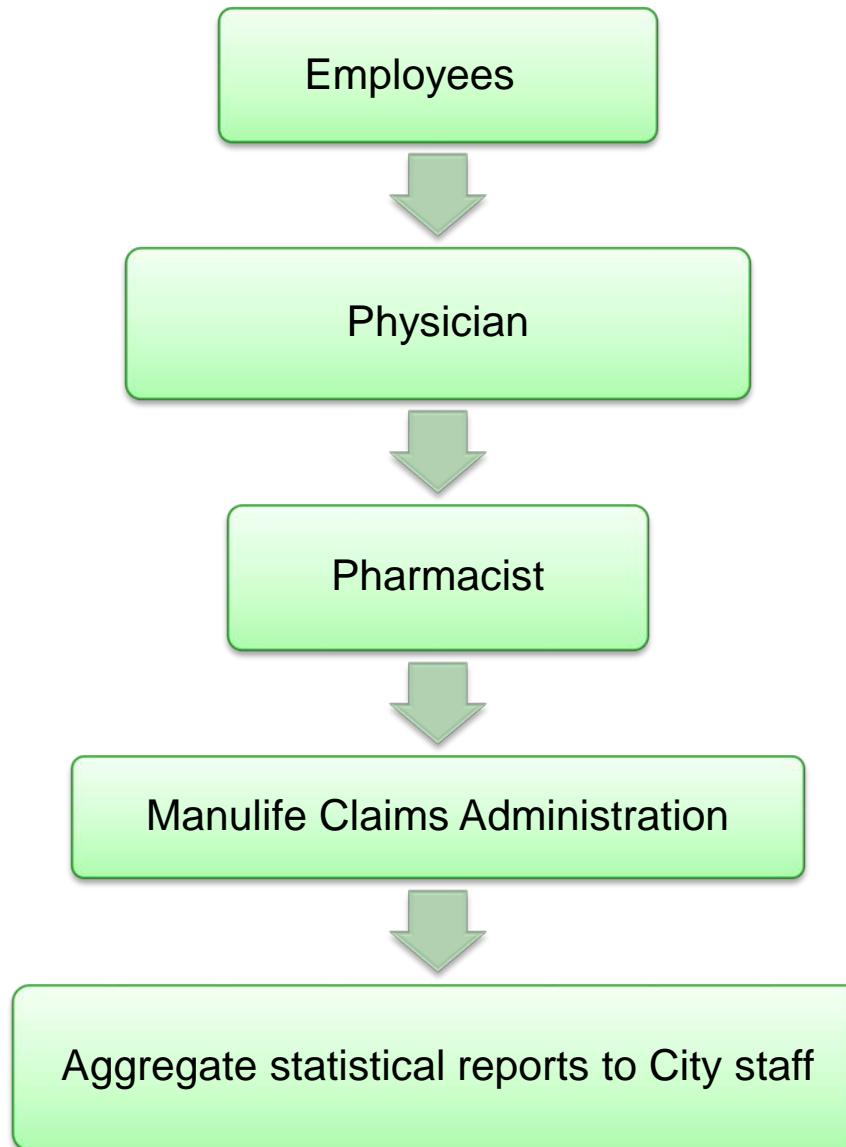 Employees
Physician
Pharmacist
Manulife Claims Administration
Aggregate statistical reports to City staff